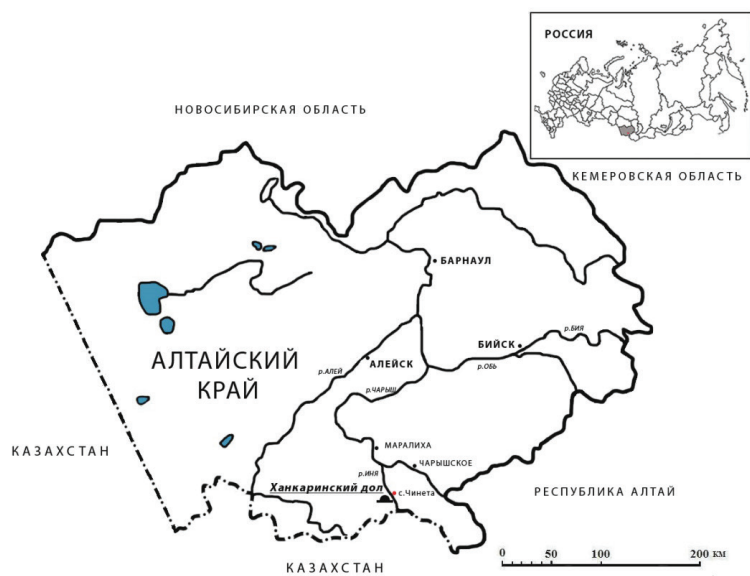 РОССИЯ
НОВОСИБИРСКАЯ ОБЛАСТЬ
КЕМЕРОВСКАЯ ОБЛАСТЬ
БАРНАУЛ
р.БИЯ
БИЙСК
АЛТАЙСКИЙ
КРАЙ
р.АЛЕЙ
АЛЕЙСК
р.ОБЬ
р.ЧАРЫШ
МАРАЛИХА
КАЗАХСТАН
ЧАРЫШСКОЕ
р.ИНЯ
Ханкаринский дол
с.Чинета
РЕСПУБЛИКА АЛТАЙ
КАЗАХСТАН
0 50 100 200 км